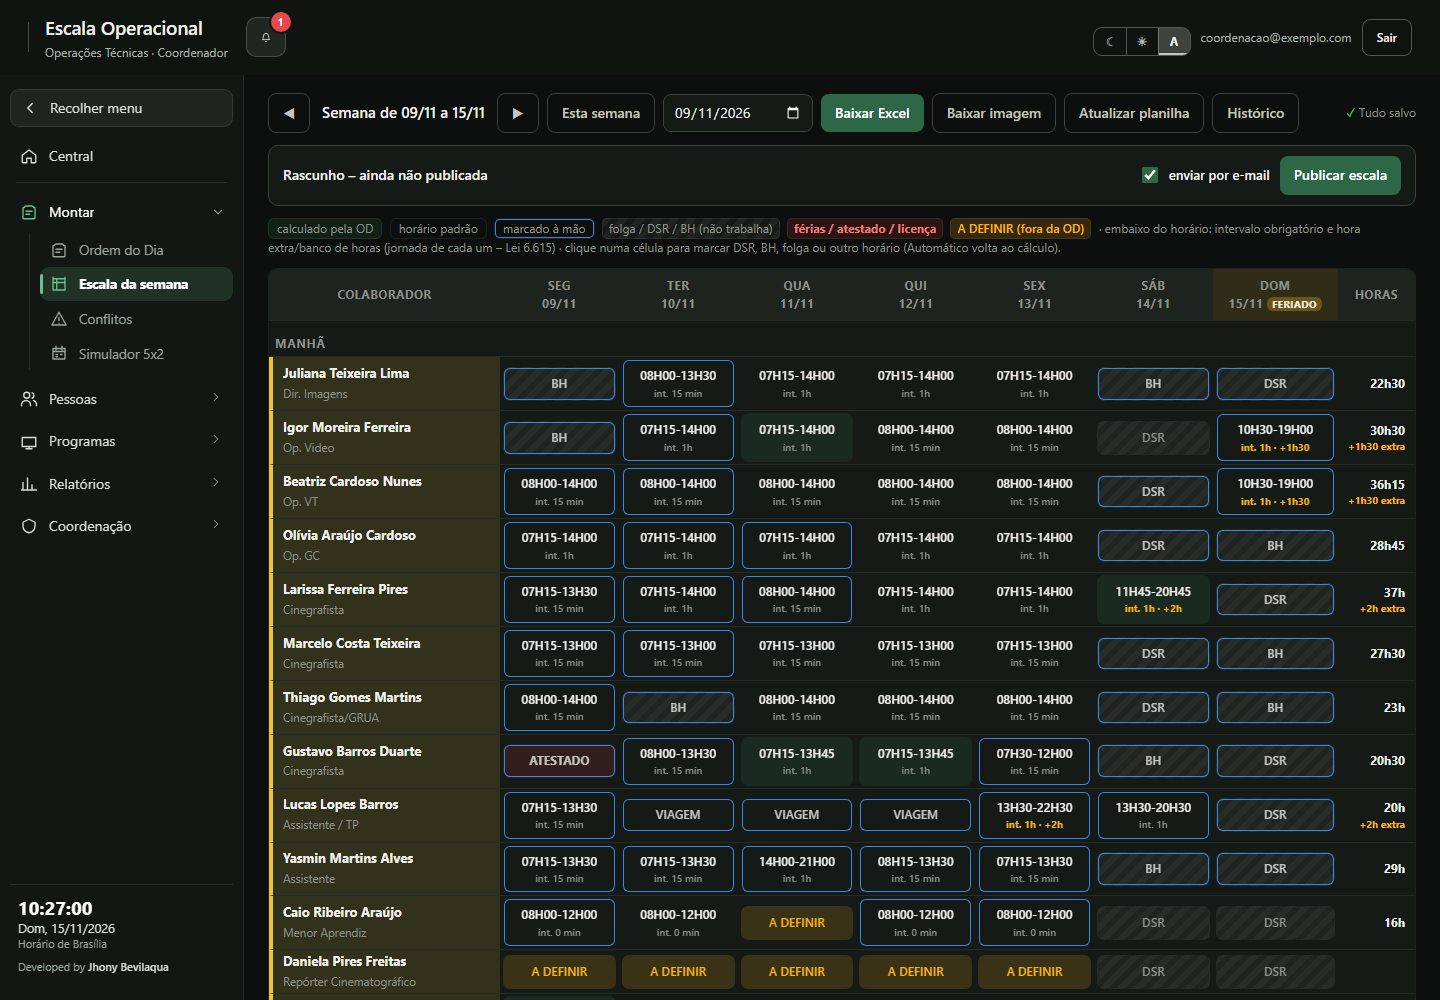 Escala Operacional
Operações Técnicas · Coordenador
1
A
coordenacao@exemplo.com
Sair
Recolher menu
Central
Montar
Ordem do Dia
Escala da semana
Conflitos
Simulador 5x2
Pessoas
Programas
Relatórios
Coordenação
10:27:00
Dom, 15/11/2026
Horário de Brasília
Developed by Jhony Bevilaqua
◀ Semana de 09/11 a 15/11 ▶ Esta semana 09/11/2026 Baixar Excel Baixar imagem Atualizar planilha Histórico ✓ Tudo salvo
Rascunho – ainda não publicada
enviar por e-mail Publicar escala
calculado pela OD horário padrão marcado à mão folga / DSR / BH (não trabalha) férias / atestado / licença A DEFINIR (fora da OD) · embaixo do horário: intervalo obrigatório e hora
extra/banco de horas (jornada de cada um – Lei 6.615) · clique numa célula para marcar DSR, BH, folga ou outro horário (Automático volta ao cálculo).
COLABORADOR SEG 09/11 TER 10/11 QUA 11/11 QUI 12/11 SEX 13/11 SÁB 14/11 DOM 15/11 FERIADO HORAS
MANHÃ
Juliana Teixeira Lima BH 08H00-13H30 07H15-14H00 07H15-14H00 07H15-14H00 BH DSR 22h30
Dir. Imagens int. 15 min int. 1h int. 1h int. 1h
Igor Moreira Ferreira BH 07H15-14H00 07H15-14H00 08H00-14H00 08H00-14H00 DSR 10H30-19H00 30h30
Op. Video int. 1h int. 1h int. 15 min int. 15 min int. 1h · +1h30 +1h30 extra
Beatriz Cardoso Nunes 08H00-14H00 08H00-14H00 08H00-14H00 08H00-14H00 08H00-14H00 DSR 10H30-19H00 36h15
Op. VT int. 15 min int. 15 min int. 15 min int. 15 min int. 15 min int. 1h · +1h30 +1h30 extra
Olívia Araújo Cardoso 07H15-14H00 07H15-14H00 07H15-14H00 07H15-14H00 07H15-14H00 DSR BH 28h45
Op. GC int. 1h int. 1h int. 1h int. 1h int. 1h
Larissa Ferreira Pires 07H15-13H30 07H15-14H00 08H00-14H00 07H15-14H00 07H15-14H00 11H45-20H45 DSR 37h
Cinegrafista int. 15 min int. 1h int. 15 min int. 1h int. 1h int. 1h · +2h +2h extra
Marcelo Costa Teixeira 07H15-13H00 07H15-13H00 07H15-13H00 07H15-13H00 07H15-13H00 DSR BH 27h30
Cinegrafista int. 15 min int. 15 min int. 15 min int. 15 min int. 15 min
Thiago Gomes Martins 08H00-14H00 BH 08H00-14H00 08H00-14H00 08H00-14H00 DSR BH 23h
Cinegrafista/GRUA int. 15 min int. 15 min int. 15 min int. 15 min
Gustavo Barros Duarte ATESTADO 08H00-13H30 07H15-13H45 07H15-13H45 07H30-12H00 BH DSR 20h30
Cinegrafista int. 15 min int. 1h int. 1h int. 15 min
Lucas Lopes Barros 07H15-13H30 VIAGEM VIAGEM VIAGEM 13H30-22H30 13H30-20H30 DSR 20h
Assistente / TP int. 15 min int. 1h · +2h int. 1h +2h extra
Yasmin Martins Alves 07H15-13H30 07H15-13H30 14H00-21H00 08H15-13H30 07H15-13H30 BH DSR 29h
Assistente int. 15 min int. 15 min int. 1h int. 15 min int. 15 min
Caio Ribeiro Araújo 08H00-12H00 08H00-12H00 A DEFINIR 08H00-12H00 08H00-12H00 DSR DSR 16h
Menor Aprendiz int. 0 min int. 0 min int. 0 min int. 0 min
Daniela Pires Freitas A DEFINIR A DEFINIR A DEFINIR A DEFINIR A DEFINIR DSR DSR
Repórter Cinematográfico